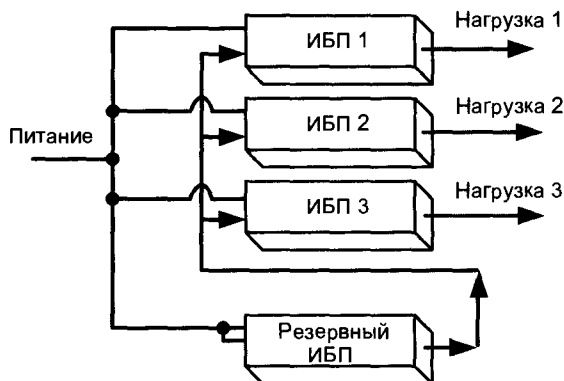 ИБП 1
Нагрузка 1
ИБП 2
Нагрузка 2
Питание
ИБП 3
Нагрузка 3
Резервный
ИБП